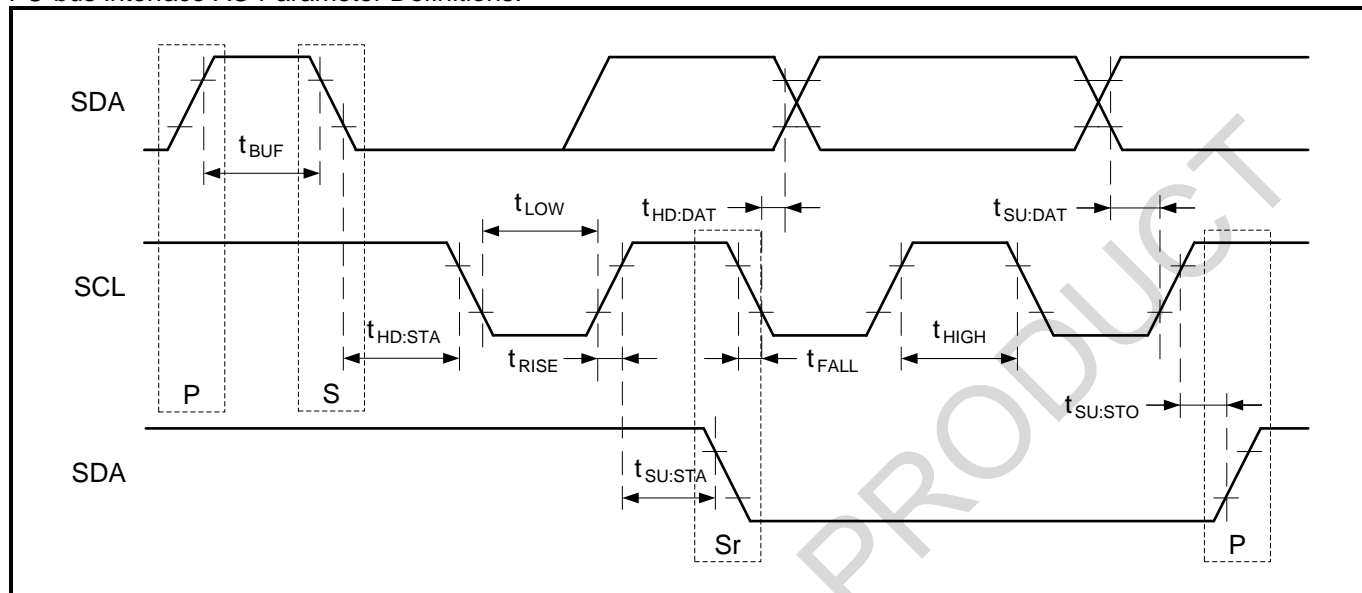 SDA
tBUF
tLOW
tHD:DAT
tSU:DAT
SCL
tHD:STA
tRISE
tFALL
tHIGH
P
S
tSU:STO
SDA
tSU:STA
Sr
P
PRODUCT